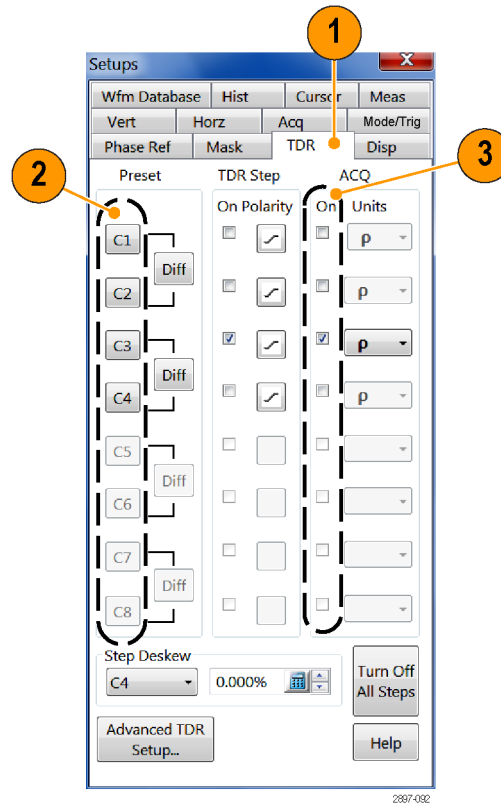 1
Setups
X
Wfm Database Hist Cursor Meas
Vert Horz Acq Mode/Trig
Phase Ref Mask TDR Disp
3
2
Preset TDR Step ACQ
On Polarity On Units
C1 ρ
Diff
C2 ρ
C3 ρ
Diff
C4 ρ
C5
Diff
C6
C7
Diff
C8
Step Deskew
C4 0.000%
Turn Off
All Steps
Advanced TDR
Setup...
Help
2897-092